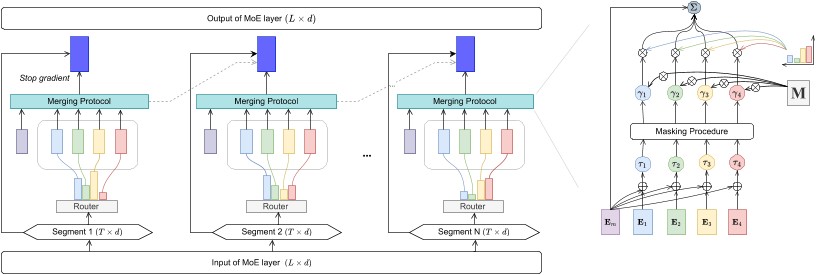 Output of MoE layer (L × d)
Σ
Stop gradient
...
Merging Protocol
Merging Protocol
Merging Protocol
γ₁
γ₂
γ₃
γ₄
M
Masking Procedure
...
τ₁
τ₂
τ₃
τ₄
Router
Router
Router
Eₘ
E₁
E₂
E₃
E₄
Segment 1 (T × d)
Segment 2 (T × d)
Segment N (T × d)
Input of MoE layer (L × d)